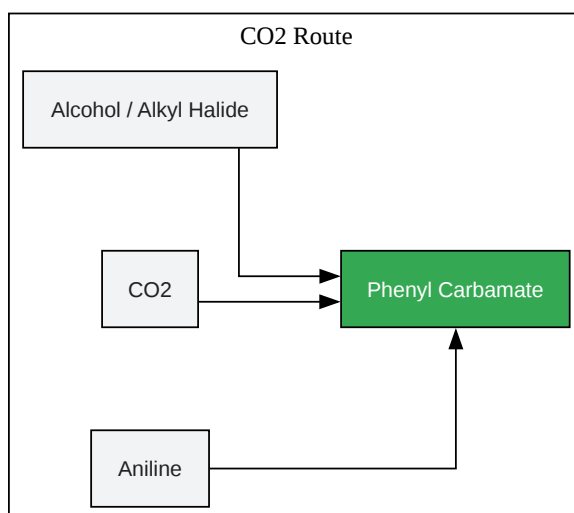 CO2 Route
Alcohol / Alkyl Halide
CO2
Phenyl Carbamate
Aniline